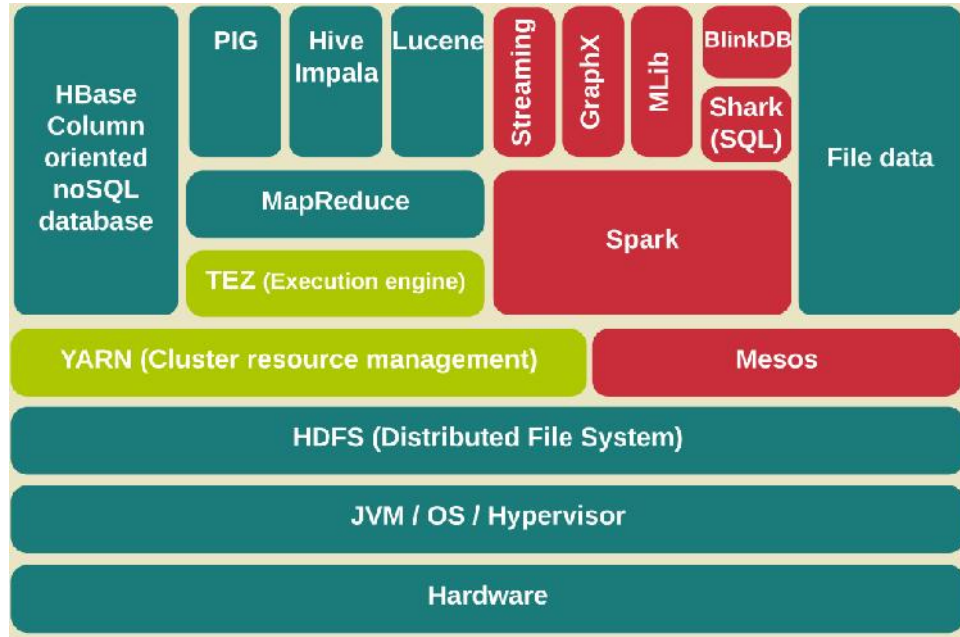 HBase
Column
oriented
noSQL
database
PIG
Hive
Impala
Lucene
Streaming
GraphX
MLib
BlinkDB
Shark
(SQL)
File data
MapReduce
Spark
TEZ (Execution engine)
YARN (Cluster resource management)
Mesos
HDFS (Distributed File System)
JVM / OS / Hypervisor
Hardware